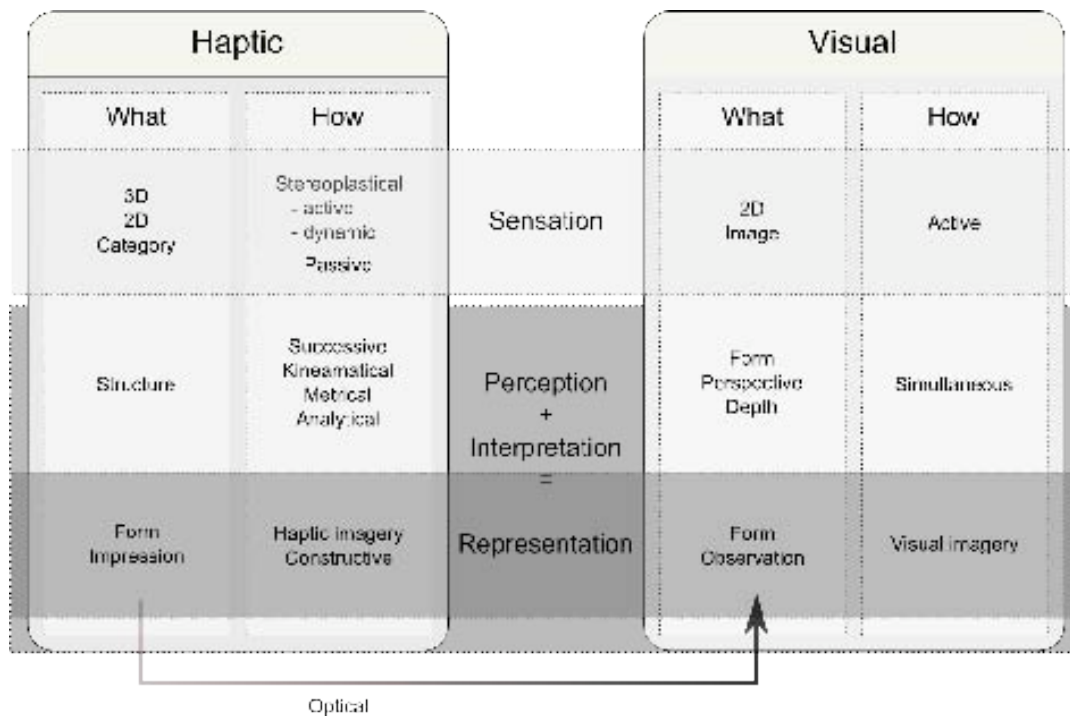 Haptic
What
How
3D
2D
Category
Stereoplastical
- active
- dynamic
Passive
Structure
Successive
Kineamatical
Metrical
Analytical
Form
Impression
Haptic imagery
Constructive
Sensation
Perception
+
Interpretation
=
Representation
Visual
What
How
2D
Image
Active
Form
Perspective
Depth
Simultaneous
Form
Observation
Visual imagery
Optical